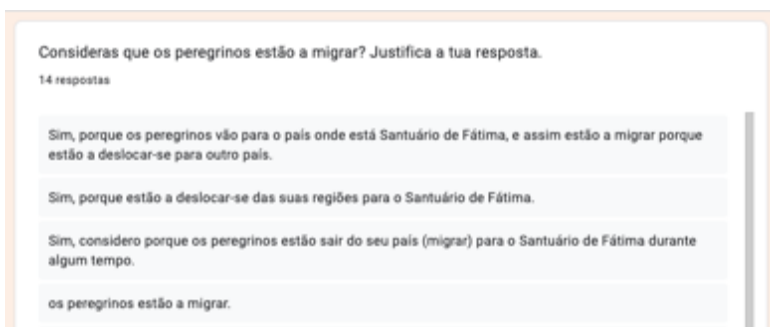 Consideras que os peregrinos estão a migrar? Justifica a tua resposta.
14 respostas
Sim, porque os peregrinos vão para o país onde está Santuário de Fátima, e assim estão a migrar porque
estão a deslocar-se para outro país.
Sim, porque estão a deslocar-se das suas regiões para o Santuário de Fátima.
Sim, considero porque os peregrinos estão sair do seu país (migrar) para o Santuário de Fátima durante
algum tempo.
os peregrinos estão a migrar.